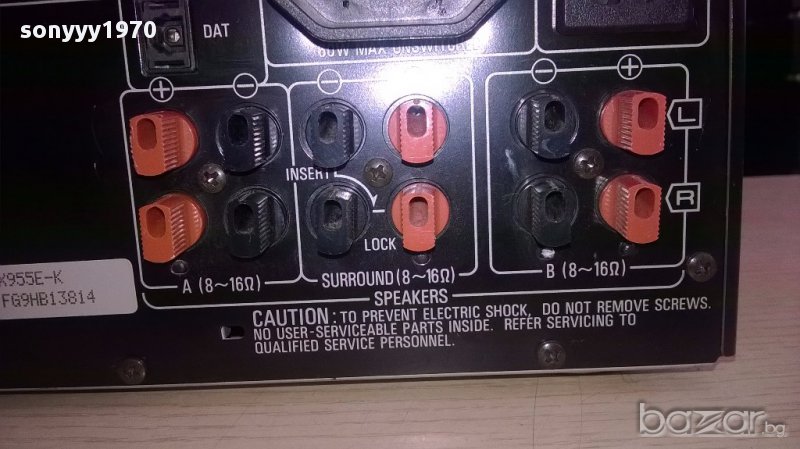 sonyyy1970
DAT
60W MAX UNSWITCHED
+ − − − +
L
INSERT
R
LOCK
X955E-K
FG9HB13814
A (8~16Ω) SURROUND (8~16Ω) B (8~16Ω)
SPEAKERS
CAUTION: TO PREVENT ELECTRIC SHOCK, DO NOT REMOVE SCREWS.
NO USER-SERVICEABLE PARTS INSIDE. REFER SERVICING TO
QUALIFIED SERVICE PERSONNEL.
bazar.bg